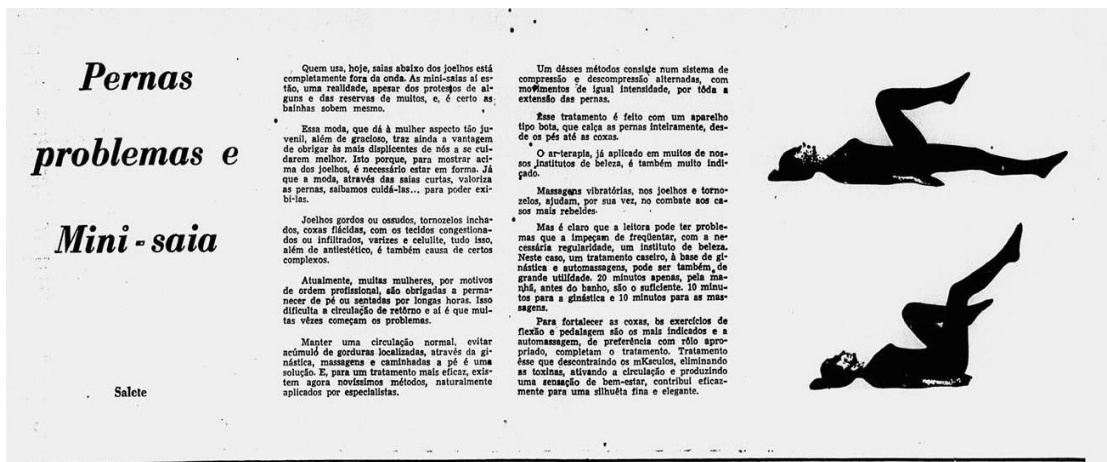 Pernas
problemas e
Mini - saia
Salete
Quem usa, hoje, saias abaixo dos joelhos está
completamente fora da onda. As mini-saias aí es-
tão, uma realidade, apesar dos protestos de al-
guns e das reservas de muitos, e, é certo as
bainhas sobem mesmo.
Essa moda, que dá à mulher aspecto tão ju-
venil, além de gracioso, traz ainda a vantagem
de obrigar às mais displicentes de nós a se cui-
darem melhor. Isto porque, para mostrar aci-
ma dos joelhos, é necessário estar em forma. Já
que a moda, através das saias curtas, valoriza
as pernas, saibamos cuidá-las... para poder exi-
bi-las.
Joelhos gordos ou ossudos, tornozelos incha-
dos, coxas flácidas, com os tecidos congestiona-
dos ou infiltrados, varizes e celulite, tudo isso,
além de antiestético, é também causa de certos
complexos.
Atualmente, muitas mulheres, por motivos
de ordem profissional, são obrigadas a perma-
necer de pé ou sentadas por longas horas. Isso
dificulta a circulação de retôrno e aí é que mui-
tas vêzes começam os problemas.
Manter uma circulação normal, evitar
acúmulo de gorduras localizadas, através da gi-
nástica, massagens e caminhadas a pé é uma
solução. E, para um tratamento mais eficaz, exis-
tem agora novíssimos métodos, naturalmente
aplicados por especialistas.
Um dêsses métodos consiste num sistema de
compressão e descompressão alternadas, com
movimentos de igual intensidade, por tôda a
extensão das pernas.
Êsse tratamento é feito com um aparelho
tipo bota, que calça as pernas inteiramente, des-
de os pés até as coxas.
O ar-terapia, já aplicado em muitos de nos-
sos institutos de beleza, é também muito indi-
çado.
Massagens vibratórias, nos joelhos e torno-
zelos, ajudam, por sua vez, no combate aos ca-
sos mais rebeldes.
Mas é claro que a leitora pode ter proble-
mas que a impeçam de freqüentar, com a ne-
cessária regularidade, um instituto de beleza.
Neste caso, um tratamento caseiro, à base de gi-
nástica e automassagens, pode ser também de
grande utilidade. 20 minutos apenas, pela ma-
nhã, antes do banho, são o suficiente. 10 minu-
tos para a ginástica e 10 minutos para as mas-
sagens.
Para fortalecer as coxas, os exercícios de
flexão e pedalagem são os mais indicados e a
automassagem, de preferência com rôlo apro-
priado, completam o tratamento. Tratamento
êsse que descontraindo os mKsculos, eliminando
as toxinas, ativando a circulação e produzindo
uma sensação de bem-estar, contribui eficaz-
mente para uma silhuêta fina e elegante.